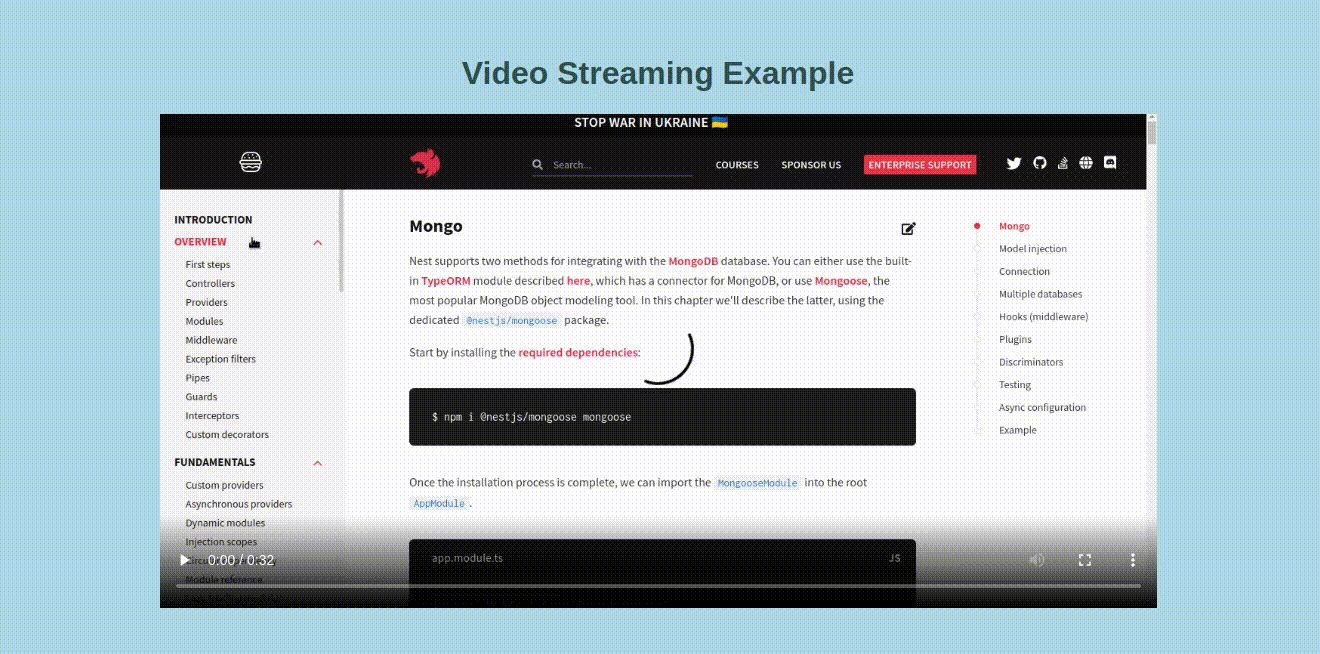 Video Streaming Example
STOP WAR IN UKRAINE 🇺🇦
Search...
COURSES
SPONSOR US
ENTERPRISE SUPPORT
INTRODUCTION
OVERVIEW
First steps
Controllers
Providers
Modules
Middleware
Exception filters
Pipes
Guards
Interceptors
Custom decorators
FUNDAMENTALS
Custom providers
Asynchronous providers
Dynamic modules
Injection scopes
Module reference
Mongo
Nest supports two methods for integrating with the MongoDB database. You can either use the built-
in TypeORM module described here, which has a connector for MongoDB, or use Mongoose, the
most popular MongoDB object modeling tool. In this chapter we'll describe the latter, using the
dedicated @nestjs/mongoose package.
Start by installing the required dependencies:
$ npm i @nestjs/mongoose mongoose
Once the installation process is complete, we can import the MongooseModule into the root
AppModule.
app.module.ts
JS
Mongo
Model injection
Connection
Multiple databases
Hooks (middleware)
Plugins
Discriminators
Testing
Async configuration
Example
0:00 / 0:32